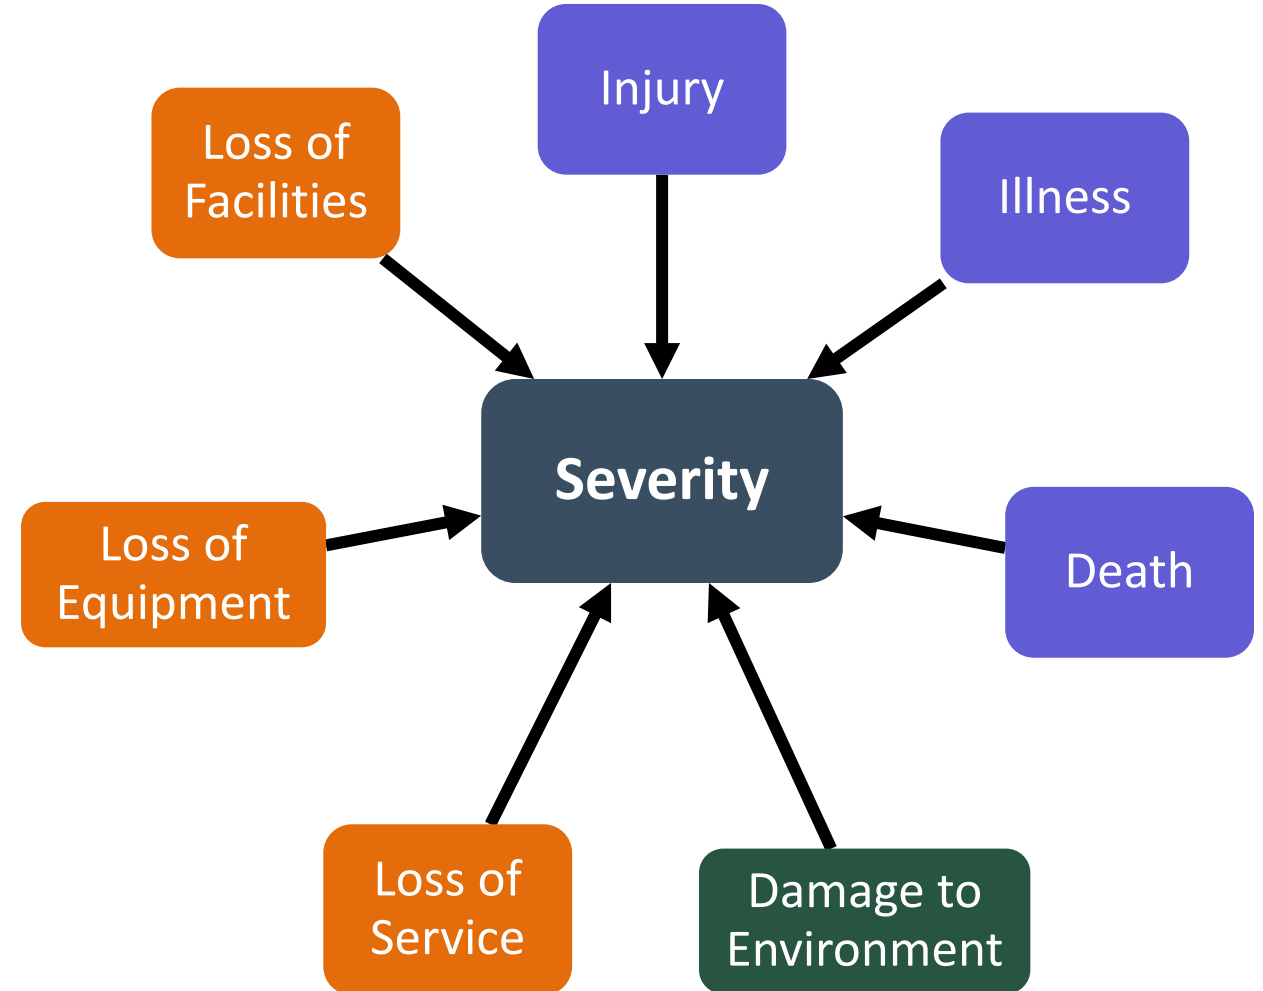 Injury
Loss of
Facilities
Illness
Severity
Loss of
Equipment
Death
Loss of
Service
Damage to
Environment